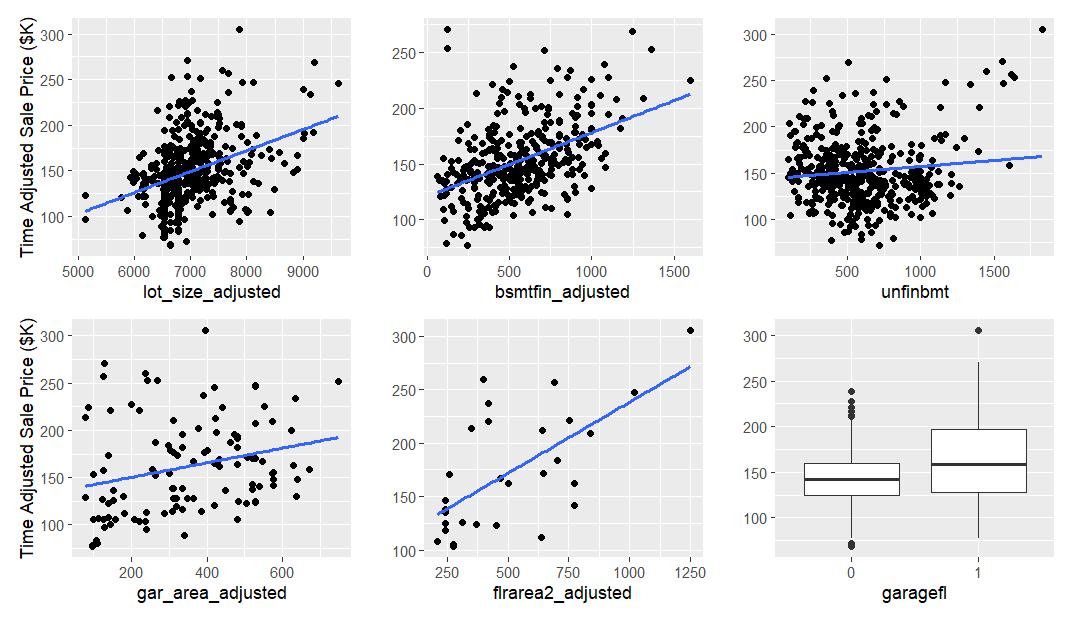 Time Adjusted Sale Price ($K)
300
250
200
150
100
5000 6000 7000 8000 9000
lot_size_adjusted
250
200
150
100
0 500 1000 1500
bsmtfin_adjusted
300
250
200
150
100
500 1000 1500
unfinbmt
Time Adjusted Sale Price ($K)
300
250
200
150
100
200 400 600
gar_area_adjusted
300
250
200
150
100
250 500 750 1000 1250
flrarea2_adjusted
300
250
200
150
100
0 1
garagefl